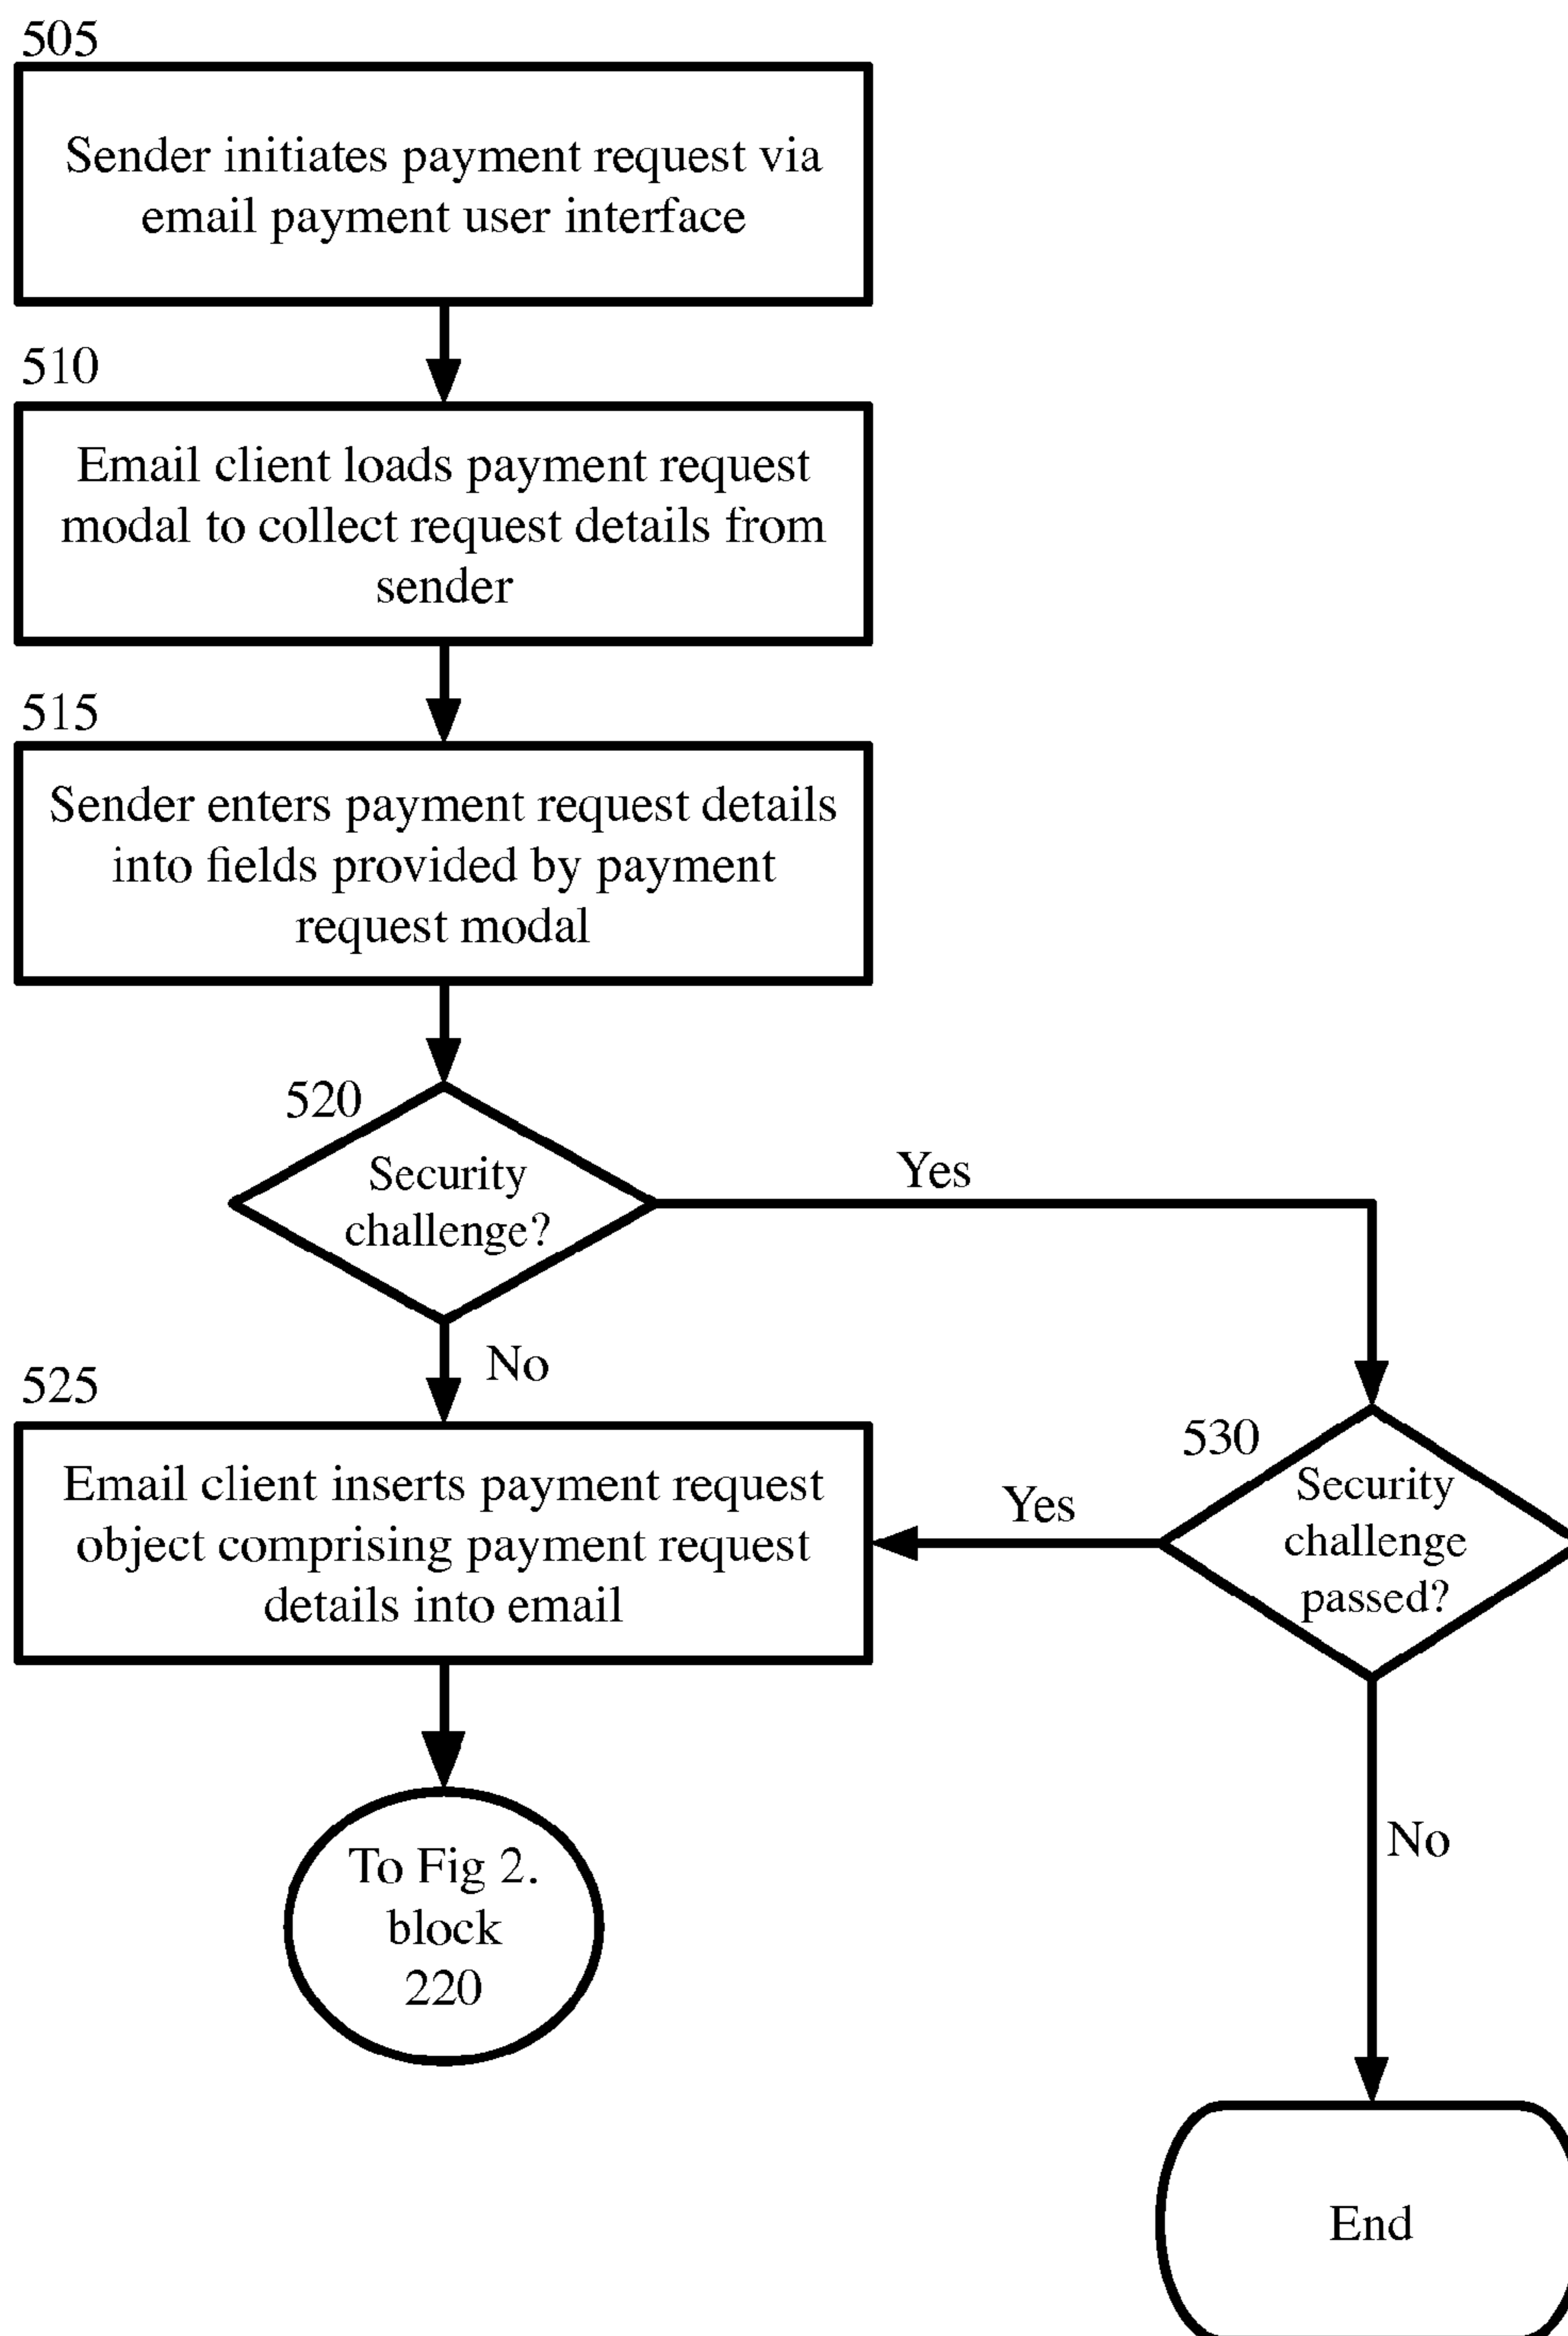 505
Sender initiates payment request via
email payment user interface
510
Email client loads payment request
modal to collect request details from
sender
515
Sender enters payment request details
into fields provided by payment
request modal
520
Security
challenge?
Yes
No
525
Email client inserts payment request
object comprising payment request
details into email
Yes
530
Security
challenge
passed?
No
To Fig 2.
block
220
End